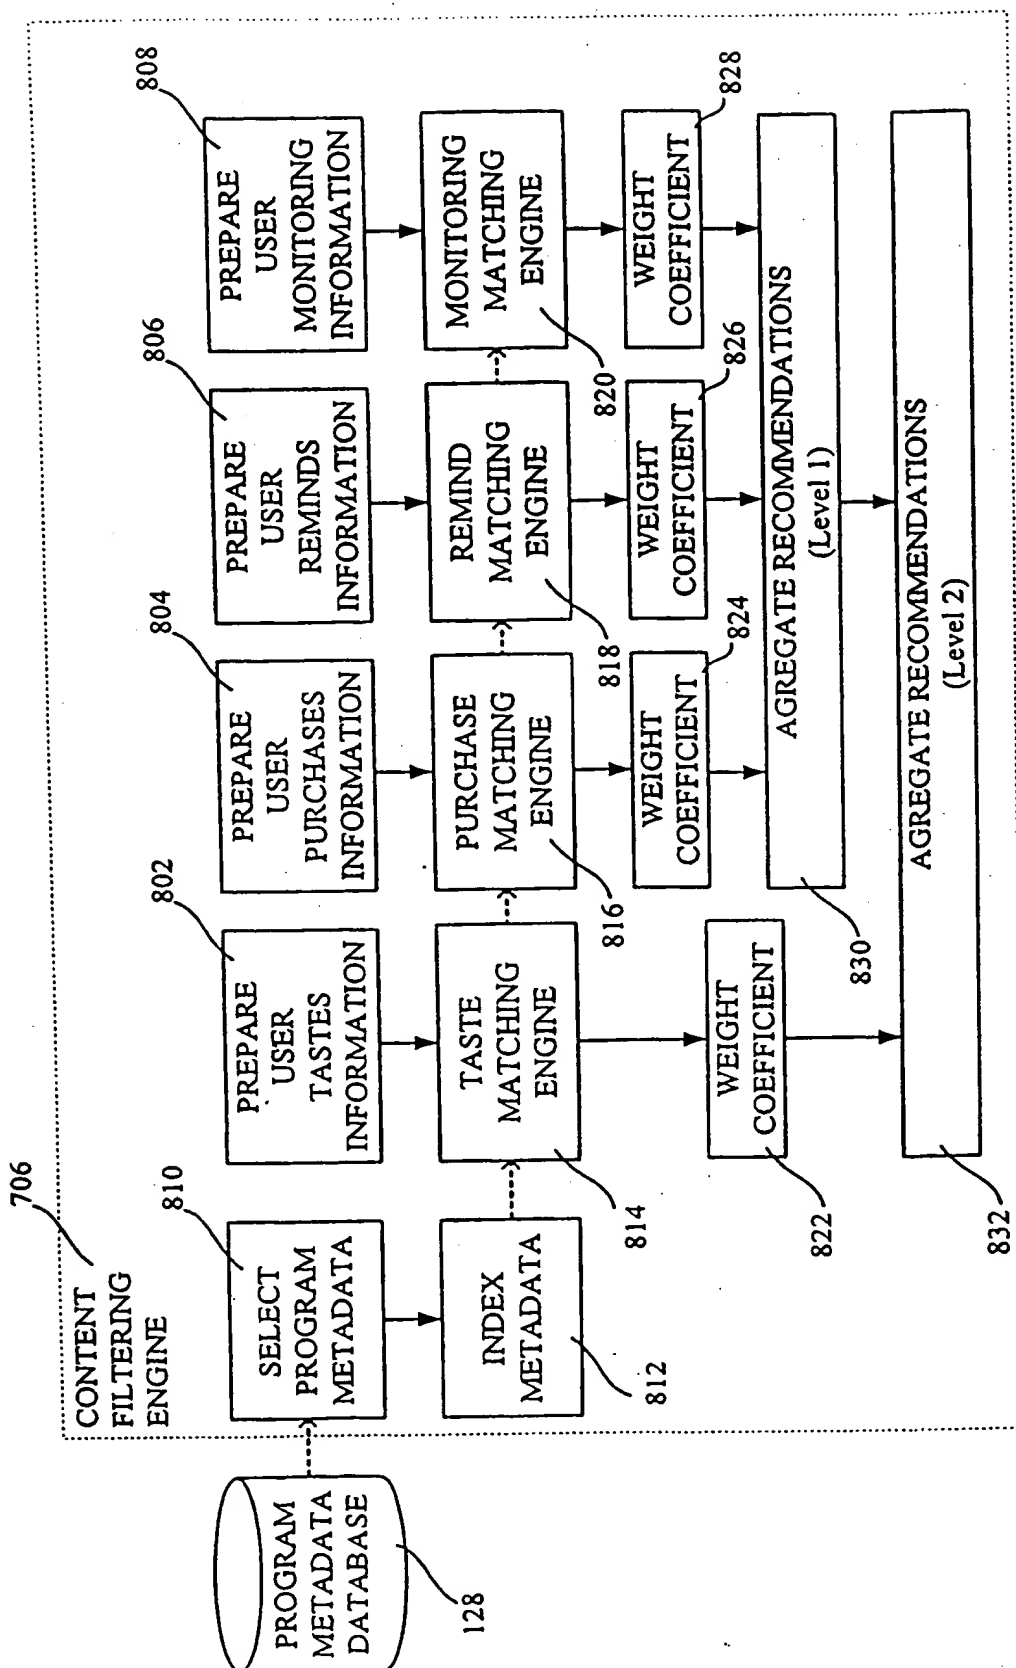 706
CONTENT
FILTERING
ENGINE
PROGRAM
METADATA
DATABASE
128
810
SELECT
PROGRAM
METADATA
INDEX
METADATA
812
802
PREPARE
USER
TASTES
INFORMATION
TASTE
MATCHING
ENGINE
814
WEIGHT
COEFFICIENT
822
804
PREPARE
USER
PURCHASES
INFORMATION
PURCHASE
MATCHING
ENGINE
816
WEIGHT
COEFFICIENT
824
806
PREPARE
USER
REMINDS
INFORMATION
REMIND
MATCHING
ENGINE
818
WEIGHT
COEFFICIENT
826
808
PREPARE
USER
MONITORING
INFORMATION
MONITORING
MATCHING
ENGINE
820
WEIGHT
COEFFICIENT
828
AGREGATE RECOMMENDATIONS
(Level 1)
830
AGREGATE RECOMMENDATIONS
(Level 2)
832